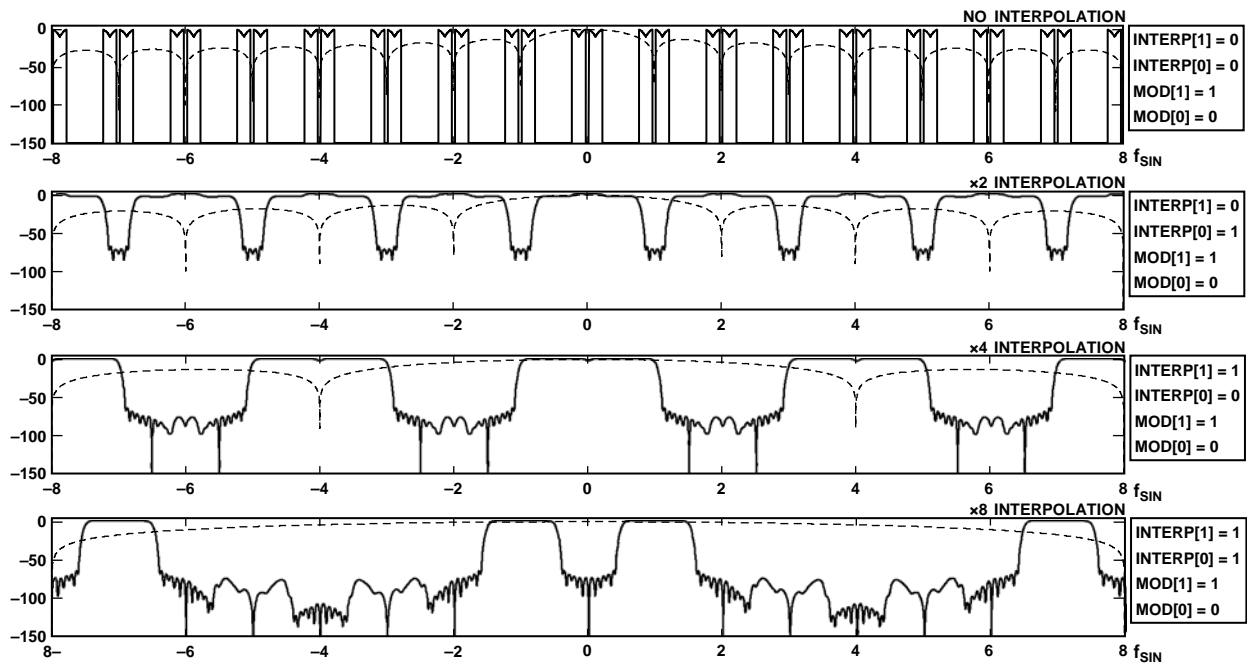 NO INTERPOLATION
0
–50
–100
–150
–8 –6 –4 –2 0 2 4 6 8 fSIN
INTERP[1] = 0
INTERP[0] = 0
MOD[1] = 1
MOD[0] = 0
×2 INTERPOLATION
0
–50
–100
–150
–8 –6 –4 –2 0 2 4 6 8 fSIN
INTERP[1] = 0
INTERP[0] = 1
MOD[1] = 1
MOD[0] = 0
×4 INTERPOLATION
0
–50
–100
–150
–8 –6 –4 –2 0 2 4 6 8 fSIN
INTERP[1] = 1
INTERP[0] = 0
MOD[1] = 1
MOD[0] = 0
×8 INTERPOLATION
0
–50
–100
–150
8– –6 –4 –2 0 2 4 6 8 fSIN
INTERP[1] = 1
INTERP[0] = 1
MOD[1] = 1
MOD[0] = 0